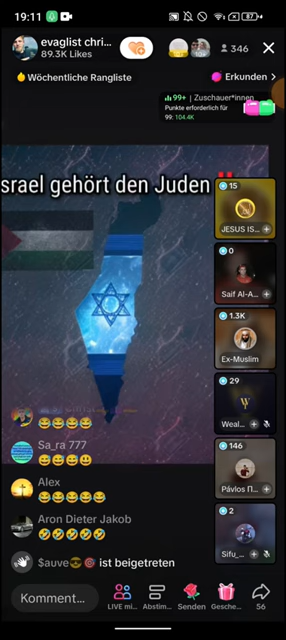 19:11
87
evaglist chri...
89.3K Likes
346
Wöchentliche Rangliste
Erkunden >
99+ | Zuschauer*innen
Punkte erforderlich für
99: 104.4K
srael gehört den Juden
15
JESUS IS...
0
Saif Al-A...
1.3K
Ex-Muslim
29
Weal...
146
Pávlos Π...
2
Sifu_...
Sa_ra 777
😅😅😅😃
Alex
😂😂😂😂😂
Aron Dieter Jakob
🤣🤣🤣🤣🤣
$auve😎🎯 ist beigetreten
Komment...
LIVE mi...
Abstim...
Senden
Gesche...
56